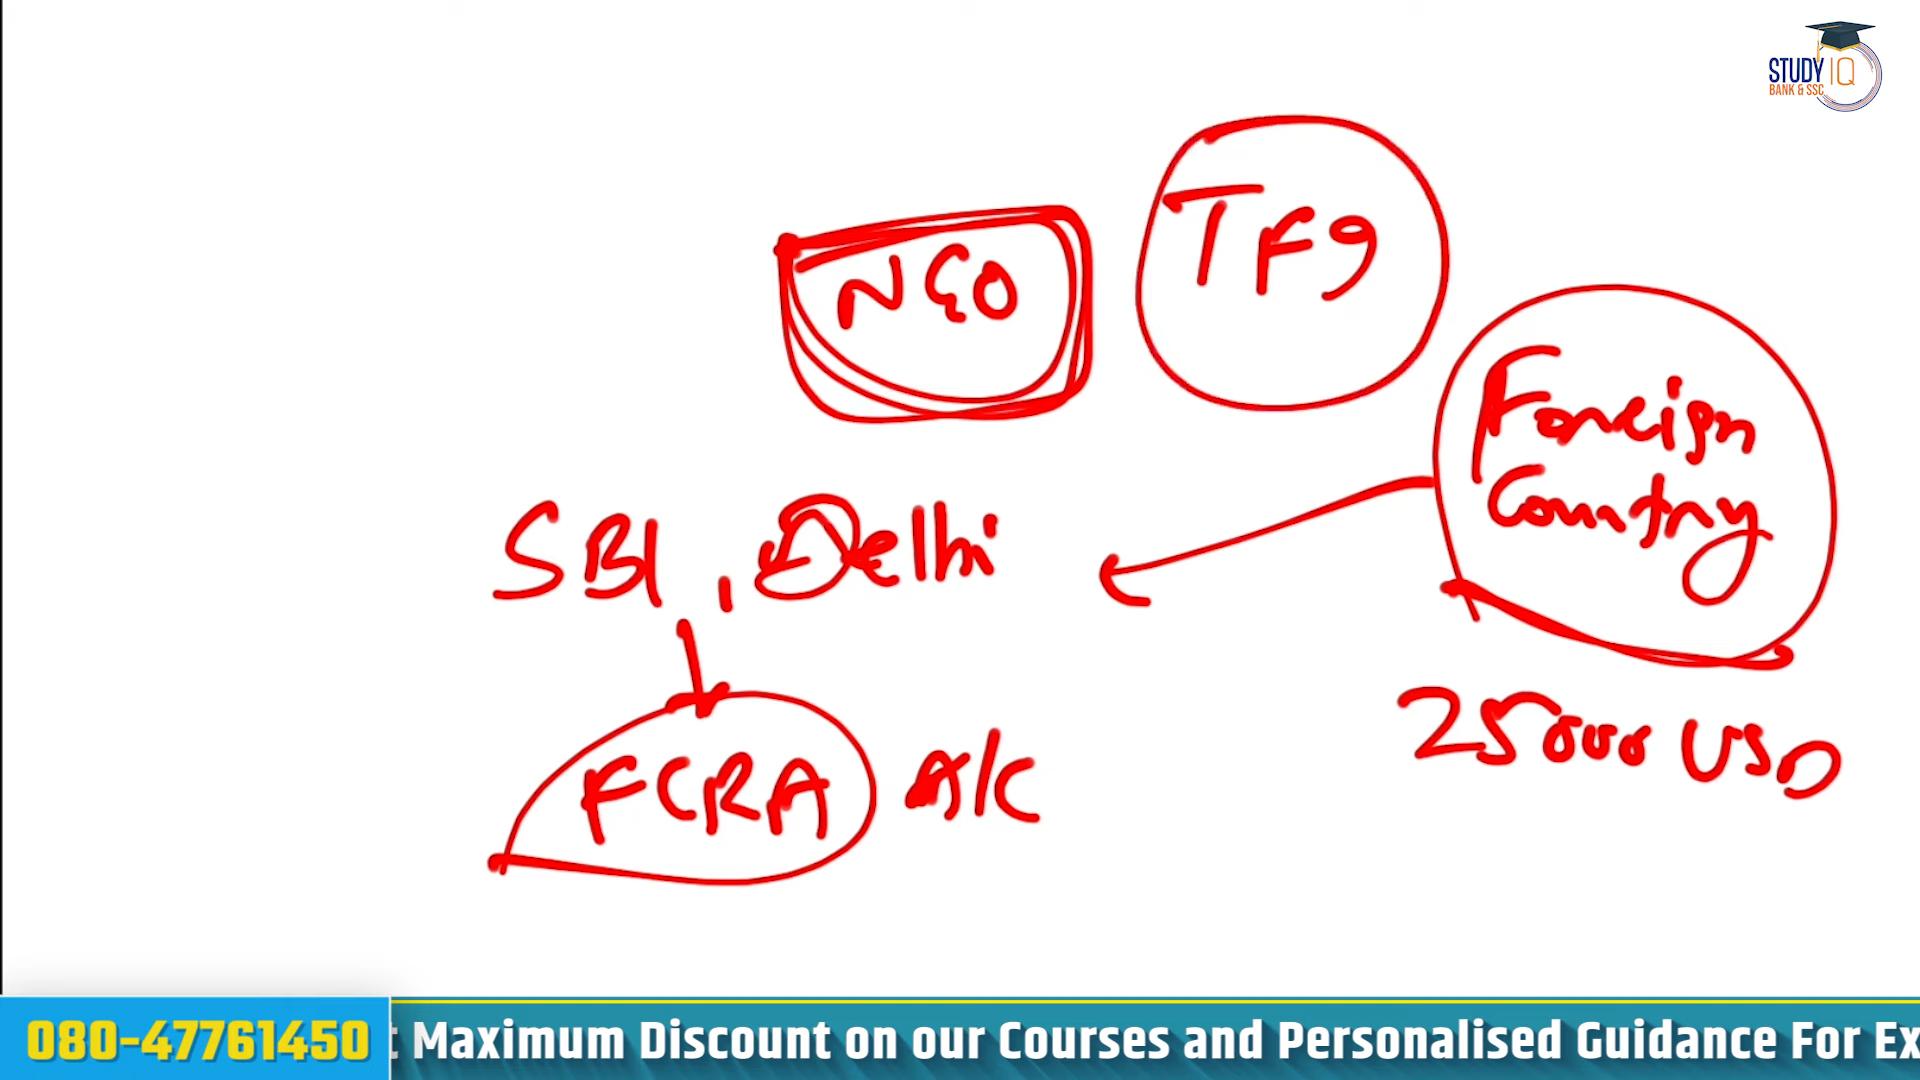 STUDY IQ
BANK & SSC
TFG
NGO
Foreign
Country
SBI, Delhi
25000 USD
FCRA A/C
080-47761450
t Maximum Discount on our Courses and Personalised Guidance For Ex